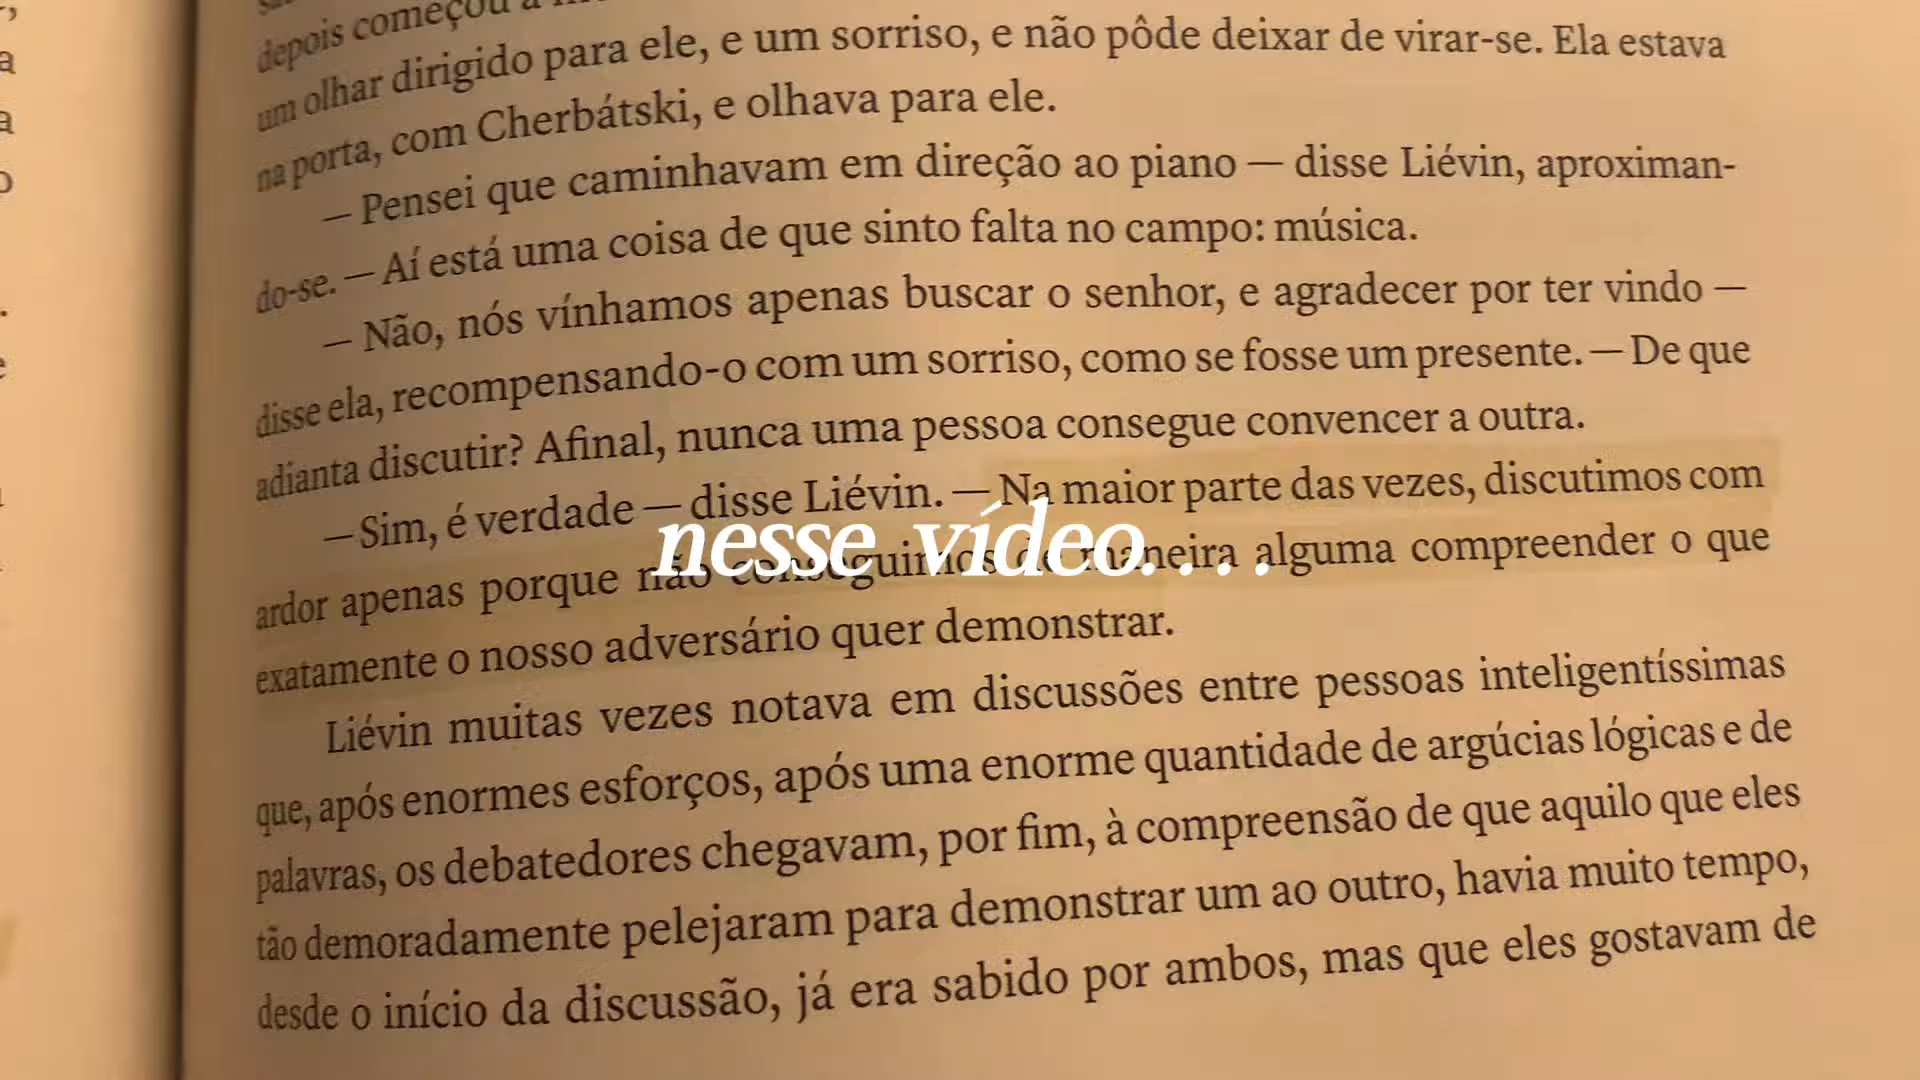 depois começou a
um olhar dirigido para ele, e um sorriso, e não pôde deixar de virar-se. Ela estava
na porta, com Cherbátski, e olhava para ele.
— Pensei que caminhavam em direção ao piano — disse Liévin, aproximan-
do-se. — Aí está uma coisa de que sinto falta no campo: música.
— Não, nós vínhamos apenas buscar o senhor, e agradecer por ter vindo —
disse ela, recompensando-o com um sorriso, como se fosse um presente. — De que
adianta discutir? Afinal, nunca uma pessoa consegue convencer a outra.
— Sim, é verdade — disse Liévin. — Na maior parte das vezes, discutimos com
nesse vídeo....
ardor apenas porque não conseguimos de maneira alguma compreender o que
exatamente o nosso adversário quer demonstrar.
Liévin muitas vezes notava em discussões entre pessoas inteligentíssimas
que, após enormes esforços, após uma enorme quantidade de argúcias lógicas e de
palavras, os debatedores chegavam, por fim, à compreensão de que aquilo que eles
tão demoradamente pelejaram para demonstrar um ao outro, havia muito tempo,
desde o início da discussão, já era sabido por ambos, mas que eles gostavam de